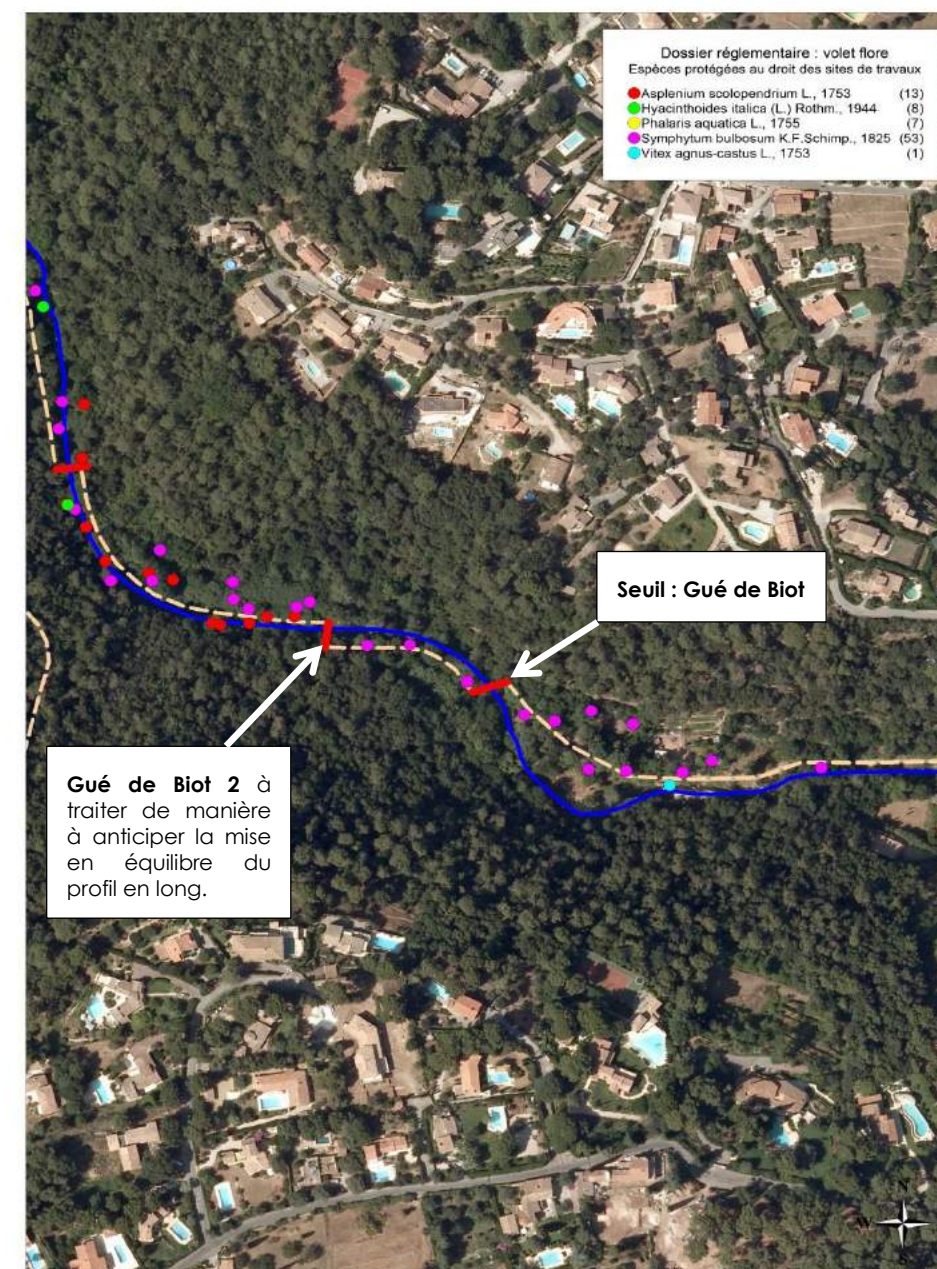 Dossier réglementaire : volet flore
Espèces protégées au droit des sites de travaux
Asplenium scolopendrium L., 1753 (13)
Hyacinthoides italica (L.) Rothm., 1944 (8)
Phalaris aquatica L., 1755 (7)
Symphytum bulbosum K.F.Schimp., 1825 (53)
Vitex agnus-castus L., 1753 (1)
Seuil : Gué de Biot
Gué de Biot 2 à
traiter de manière
à anticiper la mise
en équilibre du
profil en long.
N
W
S